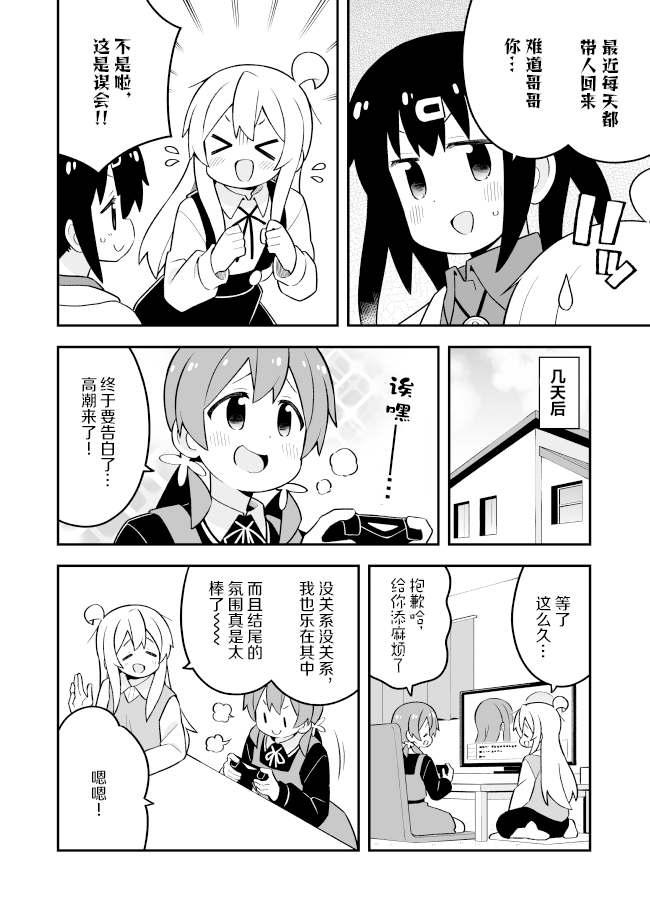 最近每天都
带人回来
难道哥哥
你…
不是啦，
这是误会!!
几天后
诶嘿——……
终于要告白了…
高潮来了！
等了
这么久…
抱歉哈，
给你添麻烦了
没关系没关系，
我也乐在其中
而且结尾的
氛围真是太
棒了～～
嗯嗯！